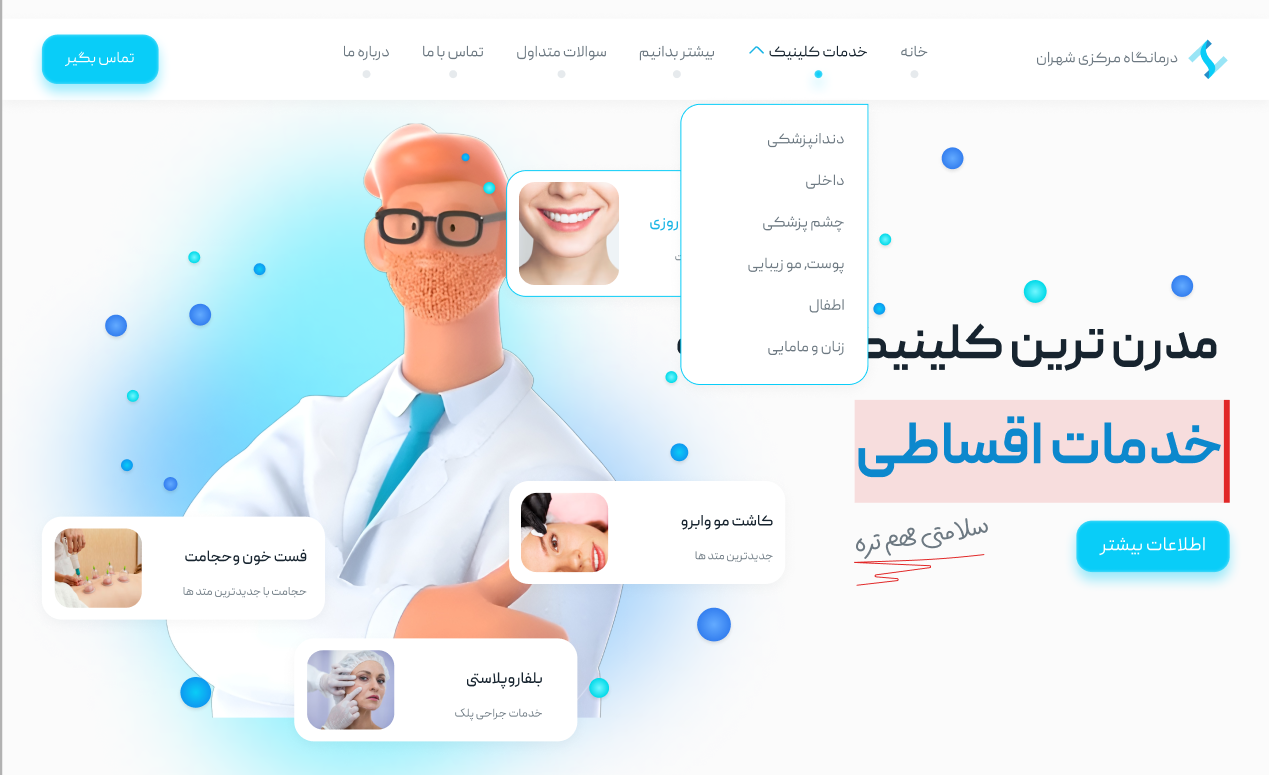 درمانگاه مرکزی شهران
خانه
خدمات کلینیک
بیشتر بدانیم
سوالات متداول
تماس با ما
درباره ما
تماس بگیر
دندانپزشکی
داخلی
چشم پزشکی
پوست, مو زیبایی
اطفال
زنان و مامایی
روزی
مدرن ترین
خدمات اقساطی
اطلاعات بیشتر
سلامتی مهم تره
کاشت مو وابرو
جدیدترین متد ها
فست خون وحجامت
حجامت با جدیدترین متد ها
بلفاروپلاستی
خدمات جراحی پلک